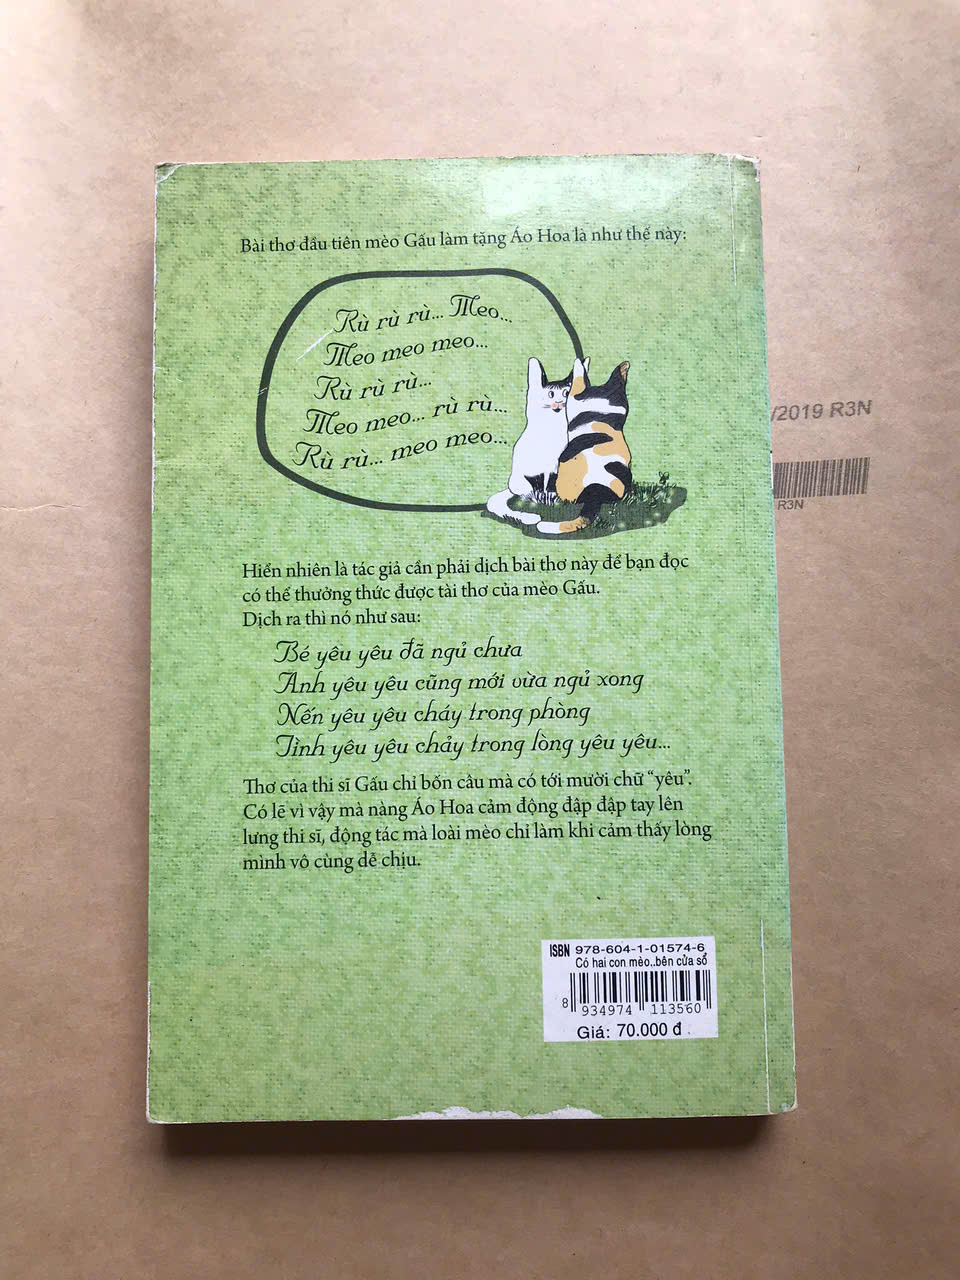 Bài thơ đầu tiên mèo Gấu làm tặng Áo Hoa là như thế này:
Rù rù rù... Meo...
Meo meo meo...
Rù rù rù...
Meo meo... rù rù...
Rù rù... meo meo...
/2019 R3N
R3N
Hiển nhiên là tác giả cần phải dịch bài thơ này để bạn đọc
có thể thưởng thức được tài thơ của mèo Gấu.
Dịch ra thì nó như sau:
Bé yêu yêu đã ngủ chưa
Anh yêu yêu cũng mới vừa ngủ xong
Nến yêu yêu cháy trong phòng
Tình yêu yêu chảy trong lòng yêu yêu...
Thơ của thi sĩ Gấu chỉ bốn câu mà có tới mười chữ “yêu”.
Có lẽ vì vậy mà nàng Áo Hoa cảm động đập đập tay lên
lưng thi sĩ, động tác mà loài mèo chỉ làm khi cảm thấy lòng
mình vô cùng dễ chịu.
ISBN 978-604-1-01574-6
Có hai con mèo..bên cửa sổ
8 934974 113560
Giá: 70.000 đ